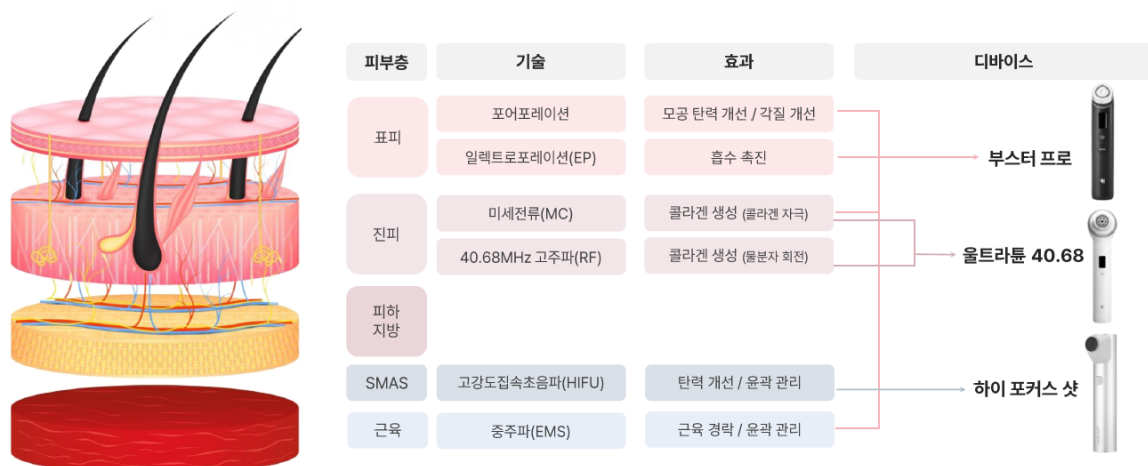 피부층 기술 효과 디바이스
표피
포어포레이션 모공 탄력 개선 / 각질 개선
일렉트로포레이션(EP) 흡수 촉진
부스터 프로
진피
미세전류(MC) 콜라겐 생성 (콜라겐 자극)
40.68MHz 고주파(RF) 콜라겐 생성 (물분자 회전)
울트라튠 40.68
피하
지방
SMAS 고강도집속초음파(HIFU) 탄력 개선 / 윤곽 관리
하이 포커스 샷
근육 중주파(EMS) 근육 경락 / 윤곽 관리